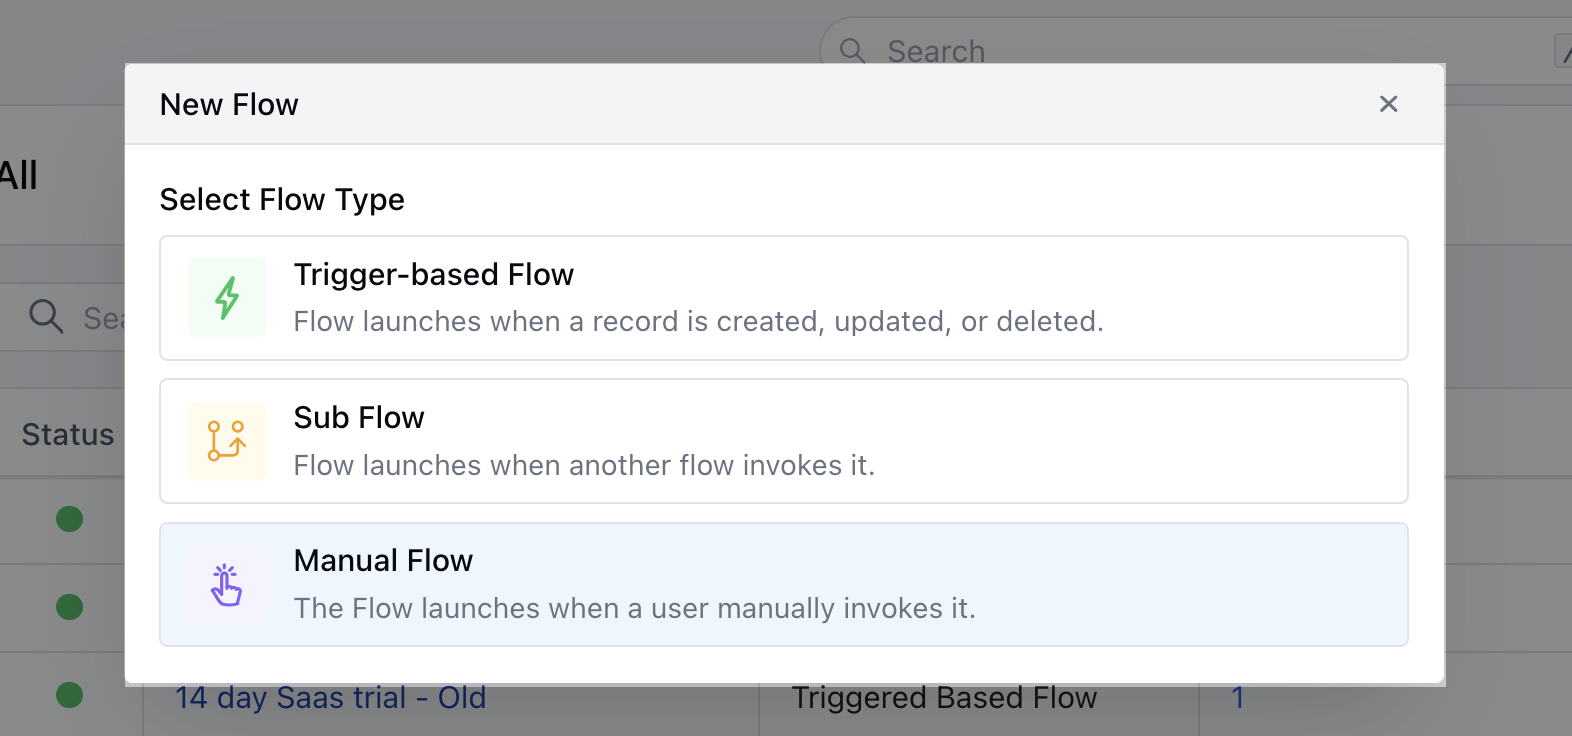 Search
New Flow
All
Select Flow Type
Trigger-based Flow
Flow launches when a record is created, updated, or deleted.
Sub Flow
Flow launches when another flow invokes it.
Status
Manual Flow
The Flow launches when a user manually invokes it.
14 day Saas trial - Old
Triggered Based Flow
1